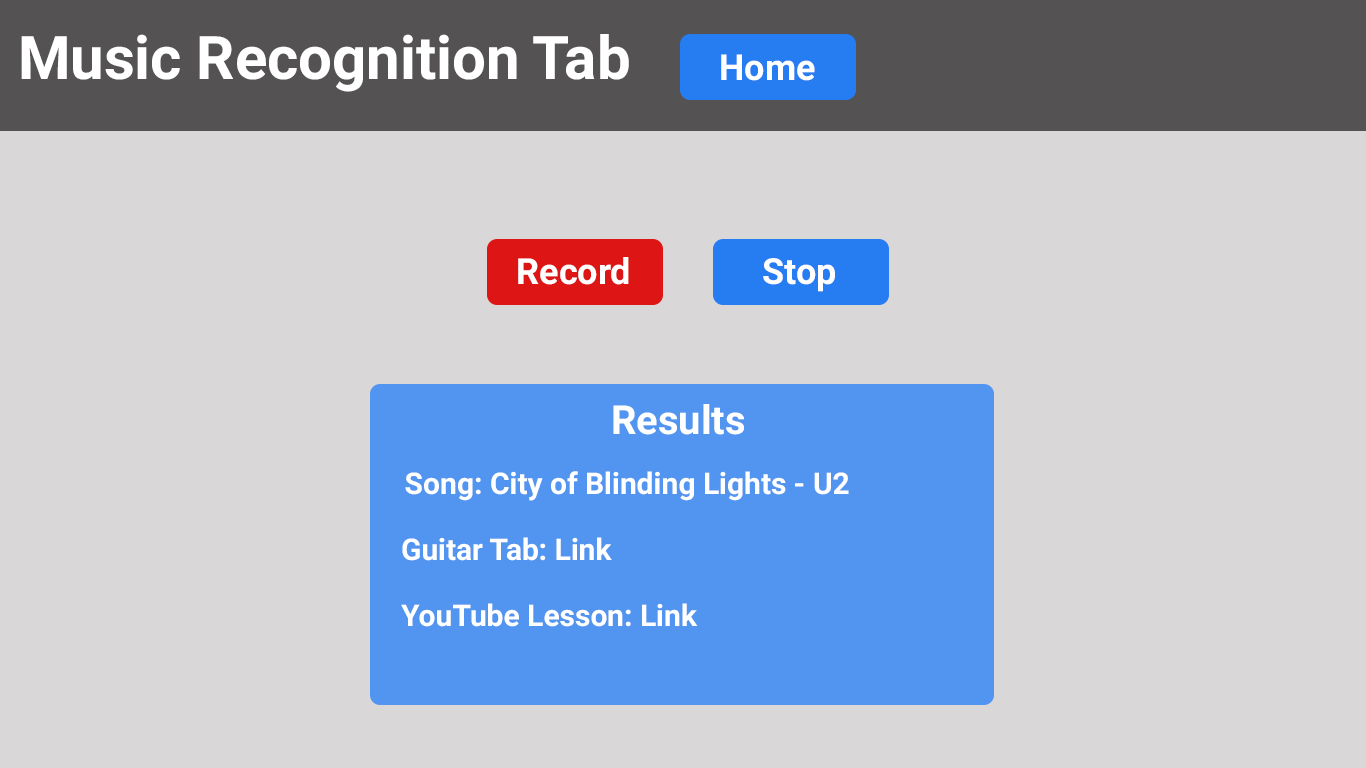 Music Recognition Tab
Home
Record
Stop
Results
Song: City of Blinding Lights - U2
Guitar Tab: Link
YouTube Lesson: Link